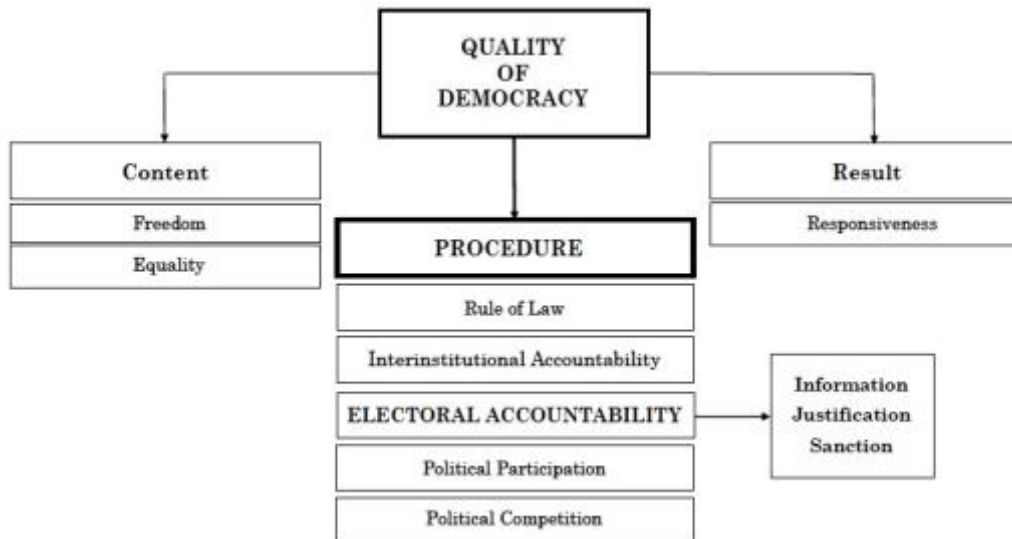 QUALITY
OF
DEMOCRACY
Content
Freedom
Equality
PROCEDURE
Rule of Law
Interinstitutional Accountability
ELECTORAL ACCOUNTABILITY
Political Participation
Political Competition
Information
Justification
Sanction
Result
Responsiveness